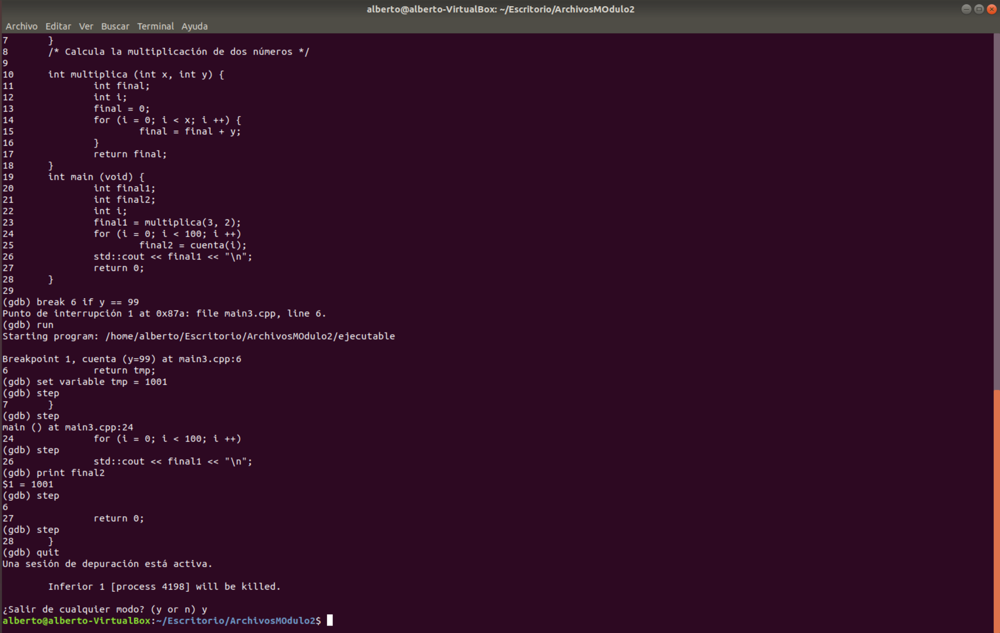 alberto@alberto-VirtualBox: ~/Escritorio/ArchivosMOdulo2
Archivo Editar Ver Buscar Terminal Ayuda
7       }
8       /* Calcula la multiplicación de dos números */
9
10      int multiplica (int x, int y) {
11              int final;
12              int i;
13              final = 0;
14              for (i = 0; i < x; i ++) {
15                      final = final + y;
16              }
17              return final;
18      }
19      int main (void) {
20              int final1;
21              int final2;
22              int i;
23              final1 = multiplica(3, 2);
24              for (i = 0; i < 100; i ++)
25                      final2 = cuenta(i);
26              std::cout << final1 << "\n";
27              return 0;
28      }
29
(gdb) break 6 if y == 99
Punto de interrupción 1 at 0x87a: file main3.cpp, line 6.
(gdb) run
Starting program: /home/alberto/Escritorio/ArchivosMOdulo2/ejecutable
Breakpoint 1, cuenta (y=99) at main3.cpp:6
6               return tmp;
(gdb) set variable tmp = 1001
(gdb) step
7       }
(gdb) step
main () at main3.cpp:24
24              for (i = 0; i < 100; i ++)
(gdb) step
26              std::cout << final1 << "\n";
(gdb) print final2
$1 = 1001
(gdb) step
6
27              return 0;
(gdb) step
28      }
(gdb) quit
Una sesión de depuración está activa.
        Inferior 1 [process 4198] will be killed.
¿Salir de cualquier modo? (y or n) y
alberto@alberto-VirtualBox:~/Escritorio/ArchivosMOdulo2$